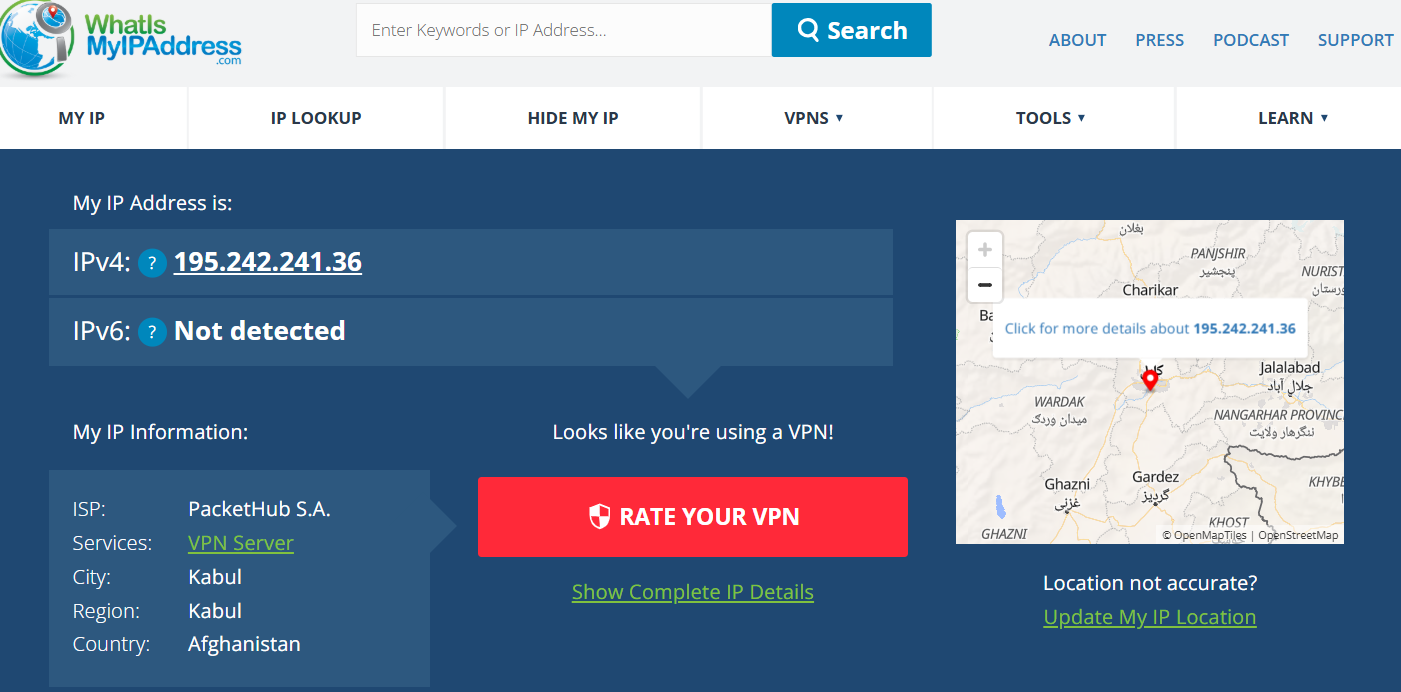 WhatIs
MyIPAddress
.com
Enter Keywords or IP Address...
Search
ABOUT
PRESS
PODCAST
SUPPORT
MY IP
IP LOOKUP
HIDE MY IP
VPNS ▾
TOOLS ▾
LEARN ▾
My IP Address is:
IPv4: ? 195.242.241.36
IPv6: ? Not detected
My IP Information:
ISP: PacketHub S.A.
Services: VPN Server
City: Kabul
Region: Kabul
Country: Afghanistan
Looks like you're using a VPN!
RATE YOUR VPN
Show Complete IP Details
+
−
بغلان
PANJSHIR
پنجشیر
NURIST
Charikar
Ba
Click for more details about 195.242.241.36
Jalalabad
جلال آباد
WARDAK
میدان وردگ
NANGARHAR PROVINC
ننگرهار ولایت
Ghazni
غزنی
Gardez
گردیز
KHYBE
KHOST
خوست
GHAZNI
© OpenMapTiles | OpenStreetMap
Location not accurate?
Update My IP Location